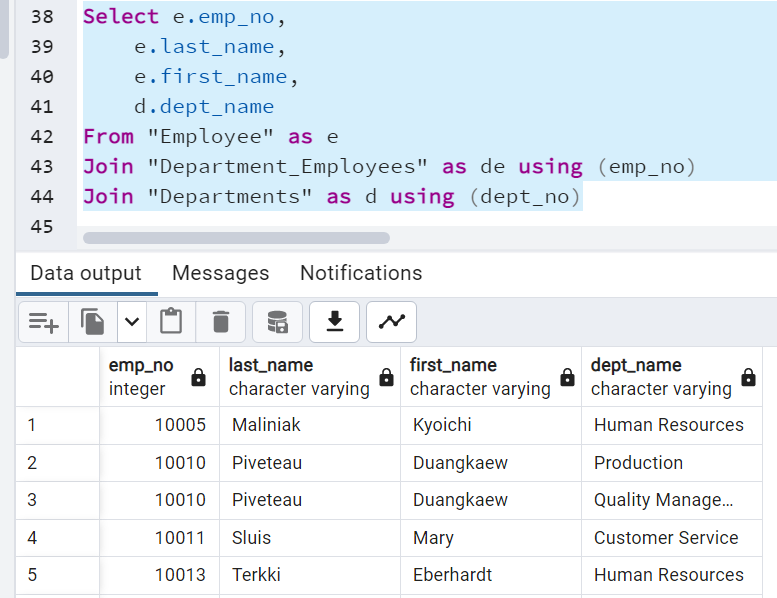 38 Select e.emp_no,
39 e.last_name,
40 e.first_name,
41 d.dept_name
42 From "Employee" as e
43 Join "Department_Employees" as de using (emp_no)
44 Join "Departments" as d using (dept_no)
45
Data output Messages Notifications
emp_no last_name first_name dept_name
integer character varying character varying character varying
1 10005 Maliniak Kyoichi Human Resources
2 10010 Piveteau Duangkaew Production
3 10010 Piveteau Duangkaew Quality Manage...
4 10011 Sluis Mary Customer Service
5 10013 Terkki Eberhardt Human Resources